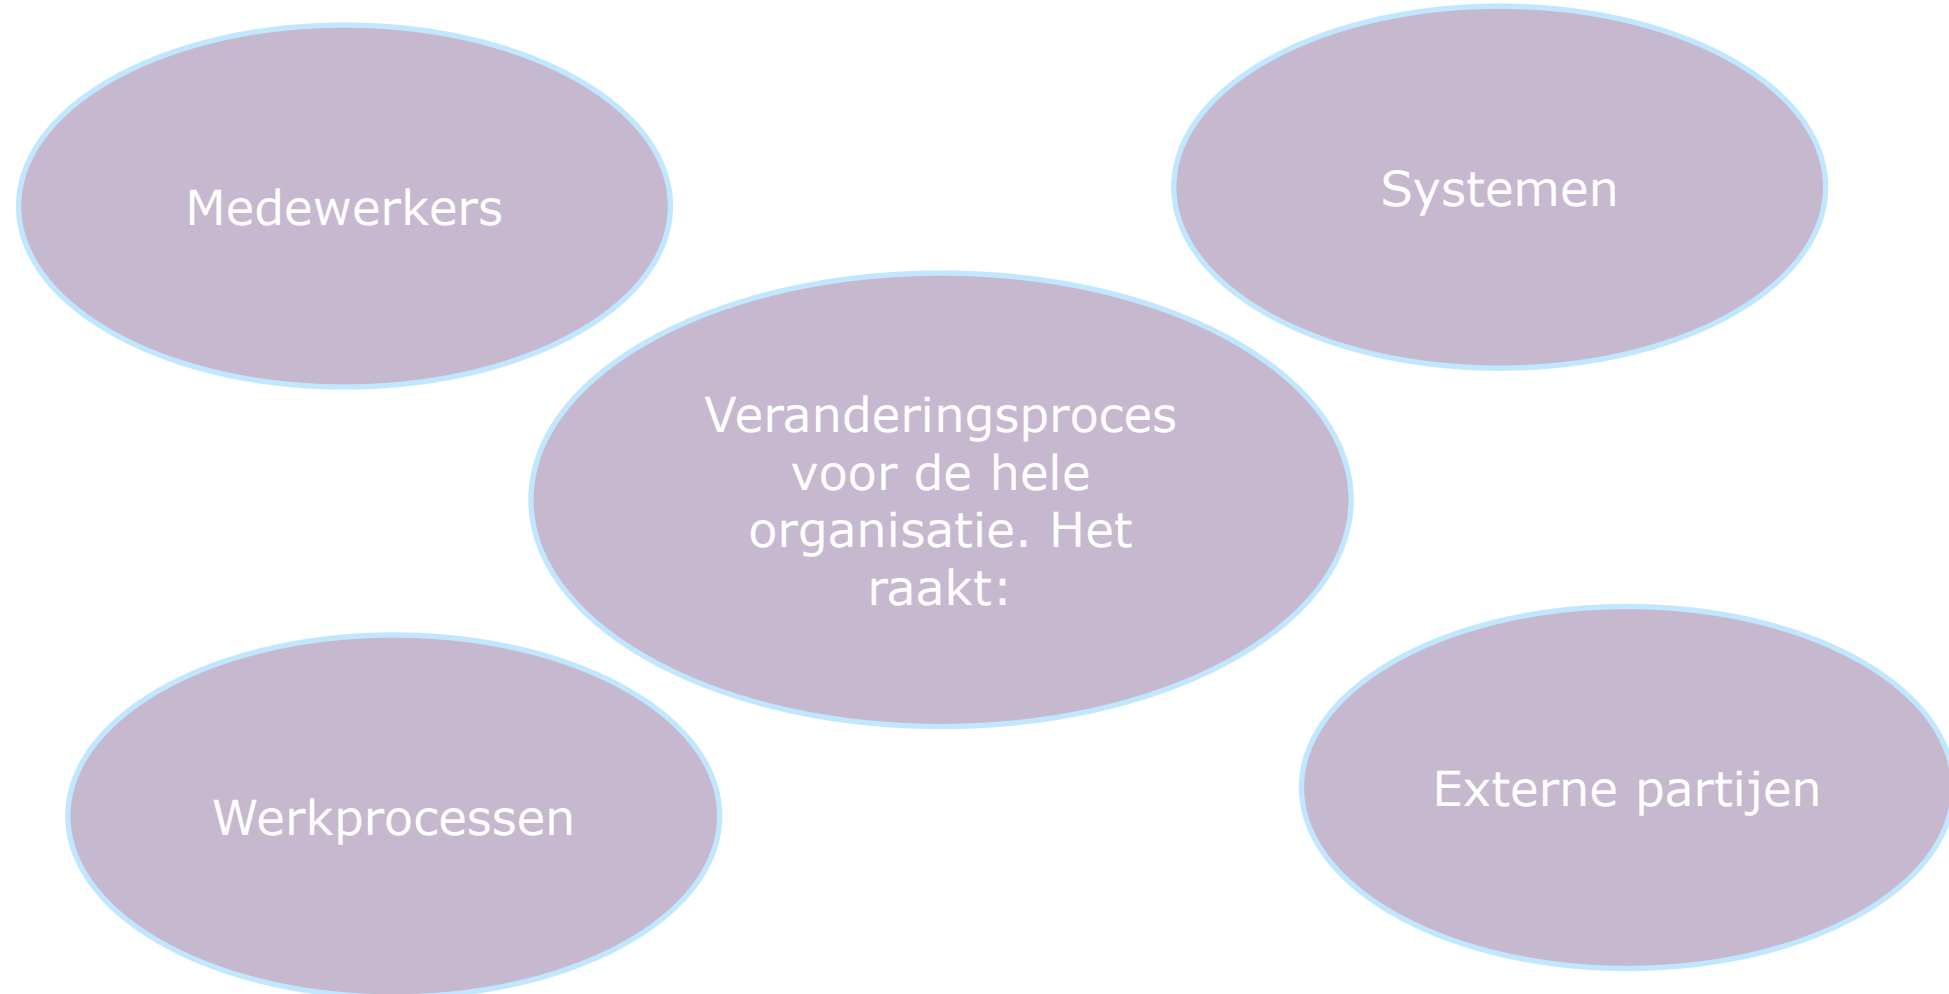 Medewerkers
Systemen
Veranderingsproces
voor de hele
organisatie. Het
raakt:
Werkprocessen
Externe partijen